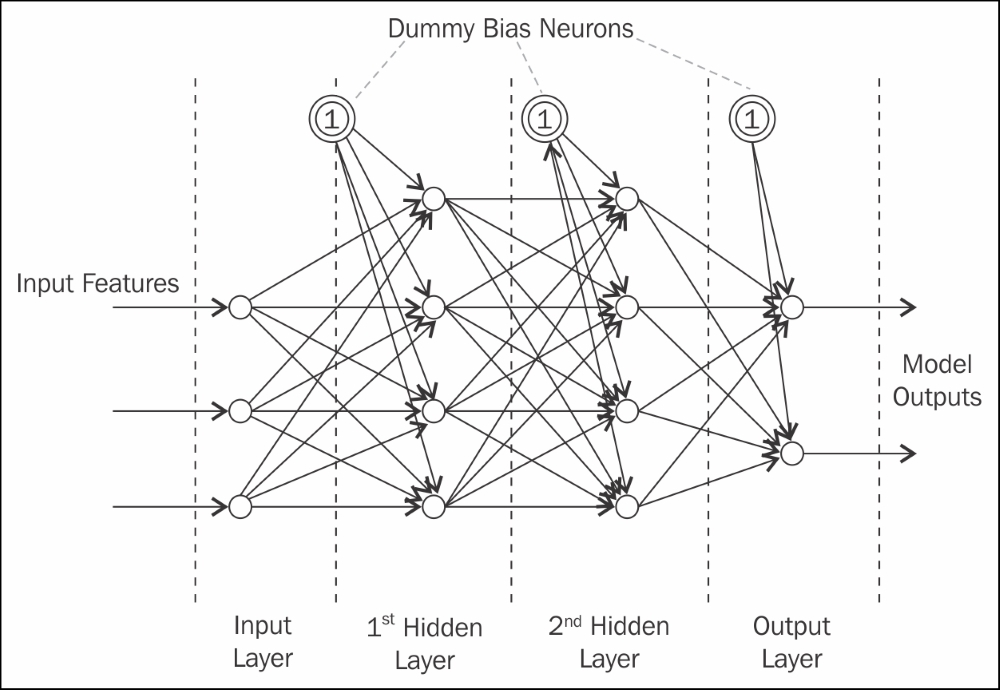 Dummy Bias Neurons
1
1
1
Input Features
Model
Outputs
Input
Layer
1st Hidden
Layer
2nd Hidden
Layer
Output
Layer